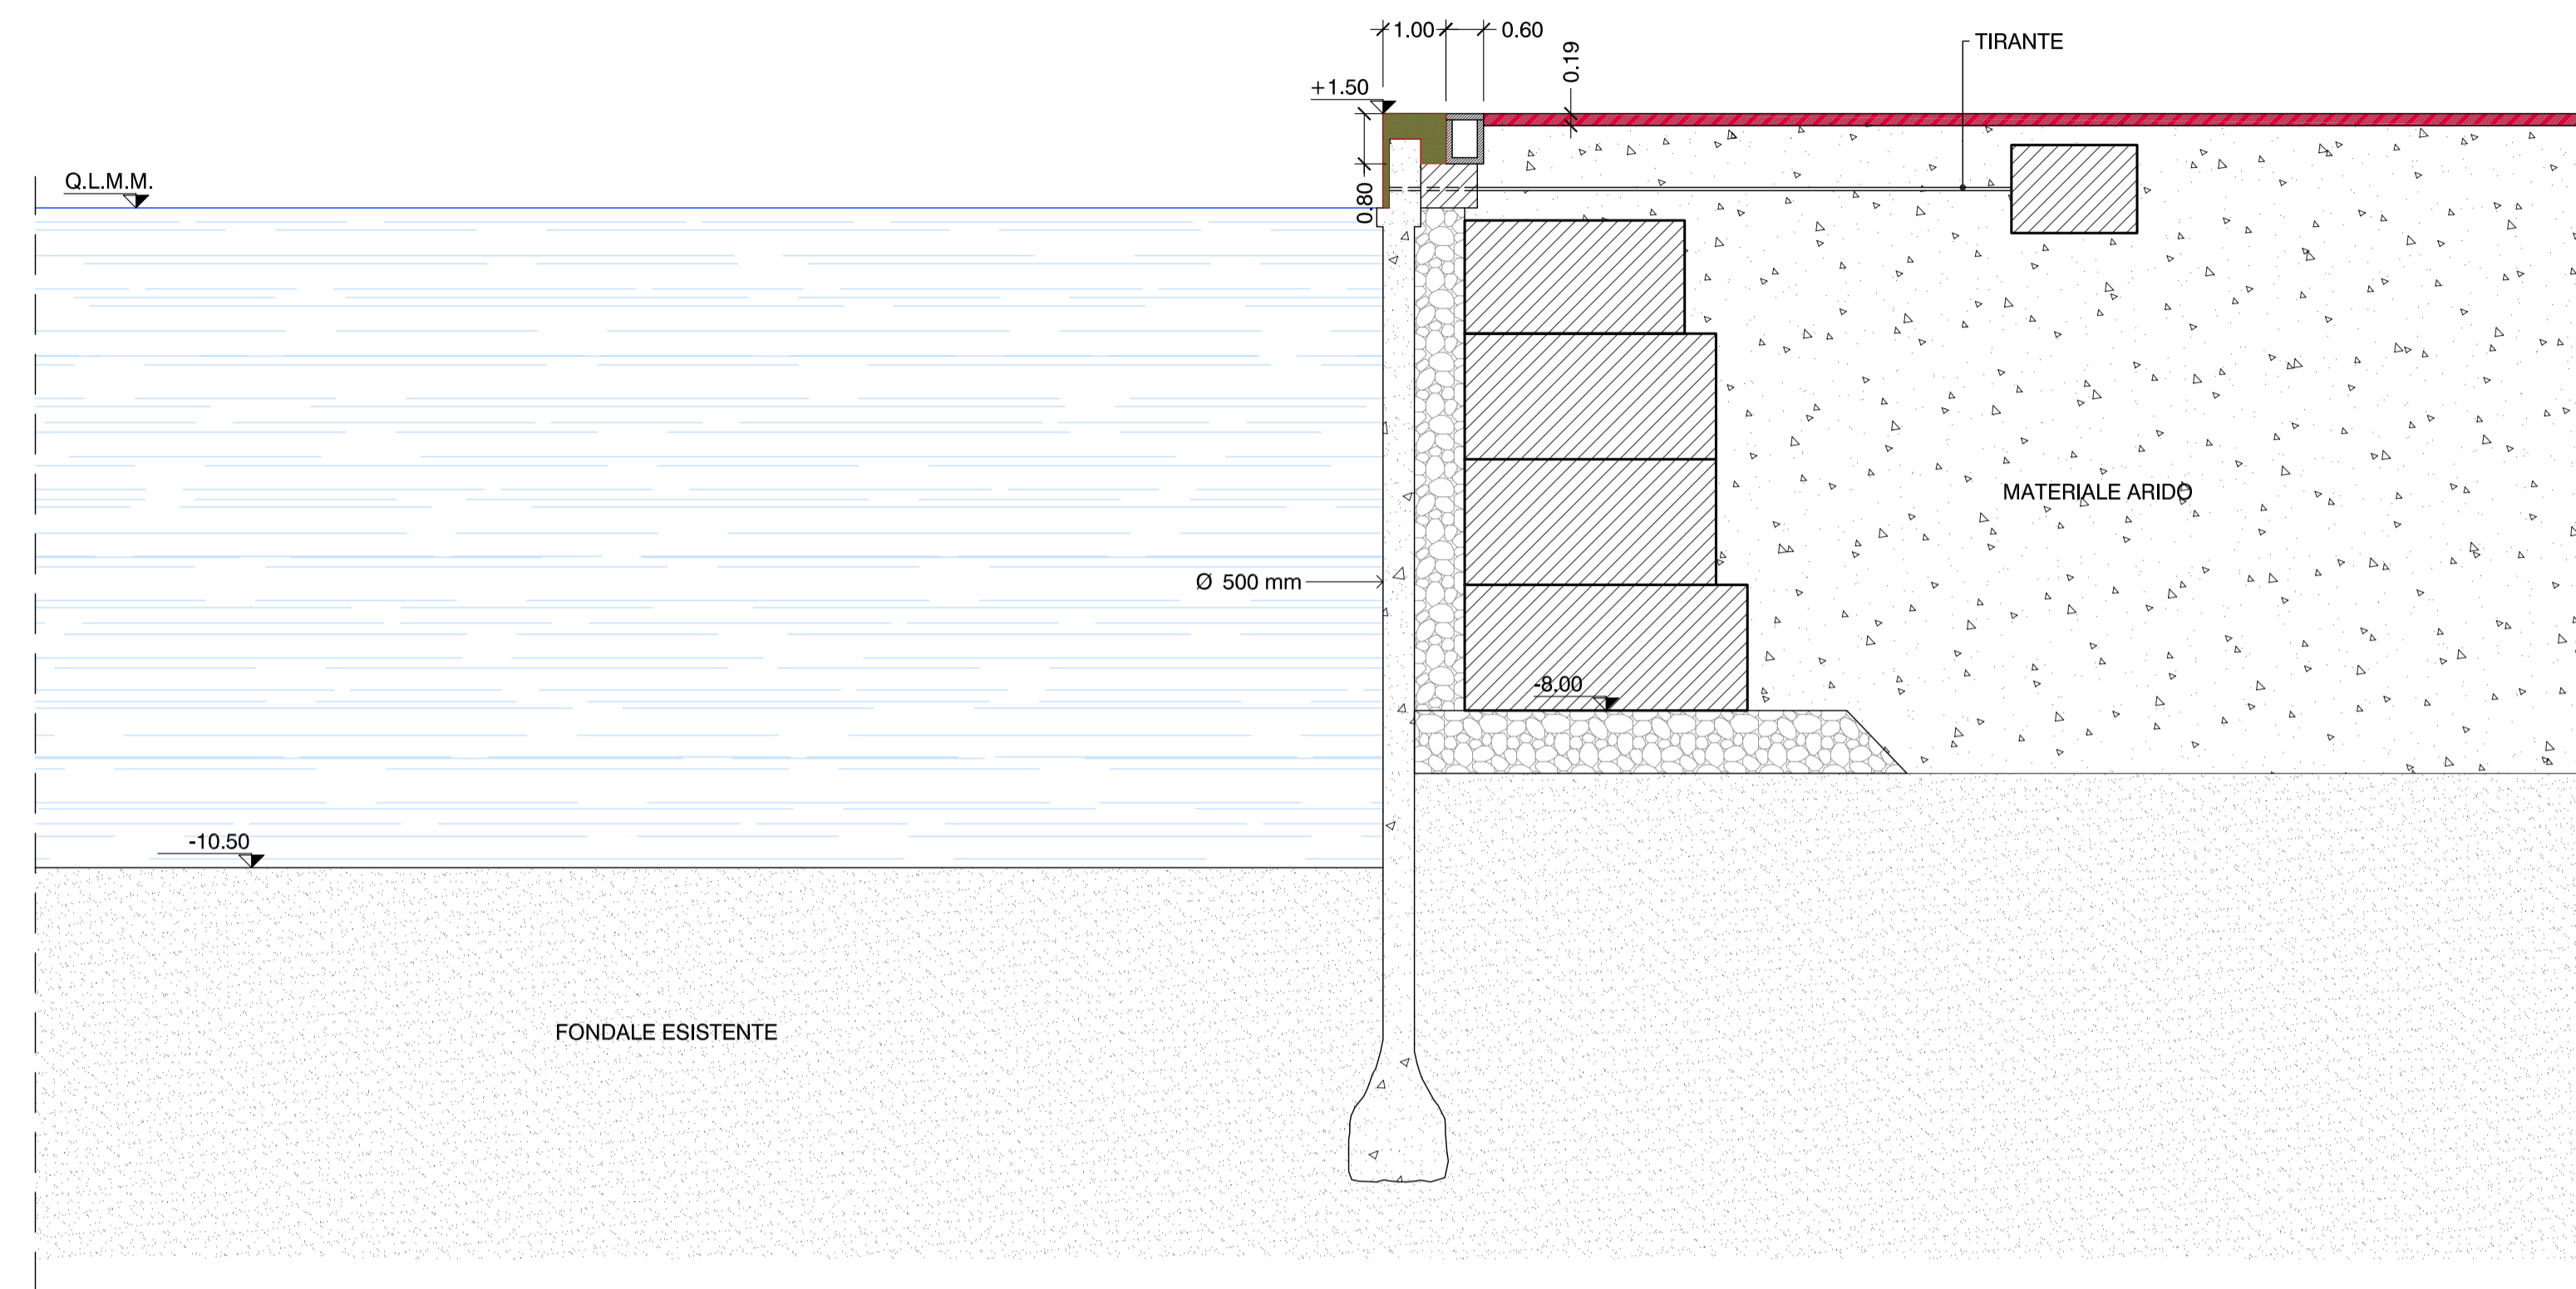 1.00
0.60
0.19
TIRANTE
+1.50
Q.L.M.M.
0.80
MATERIALE ARIDO
Ø 500 mm
-8.00
-10.50
FONDALE ESISTENTE